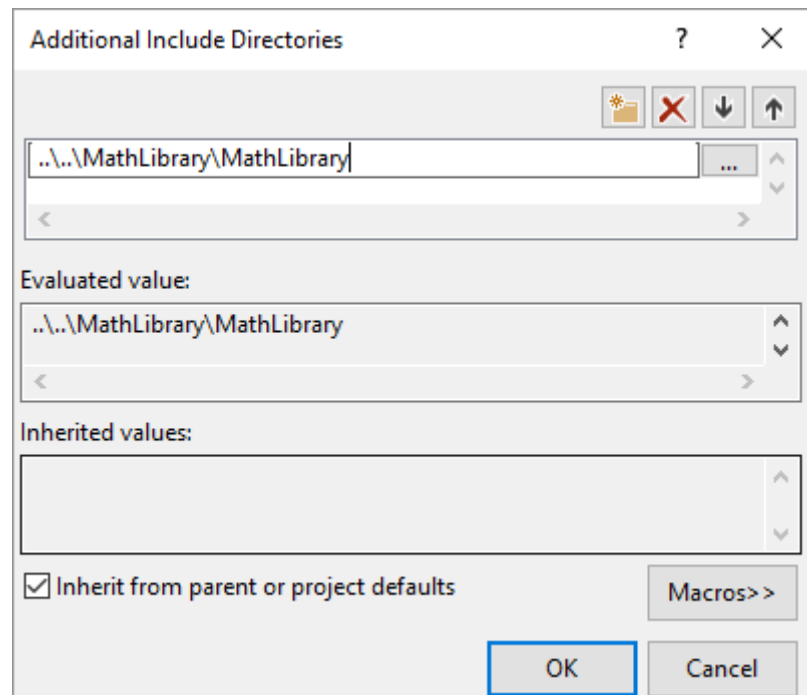 Additional Include Directories ?
..\..\MathLibrary\MathLibrary ...
Evaluated value:
..\..\MathLibrary\MathLibrary
Inherited values:
Inherit from parent or project defaults
Macros>>
OK Cancel